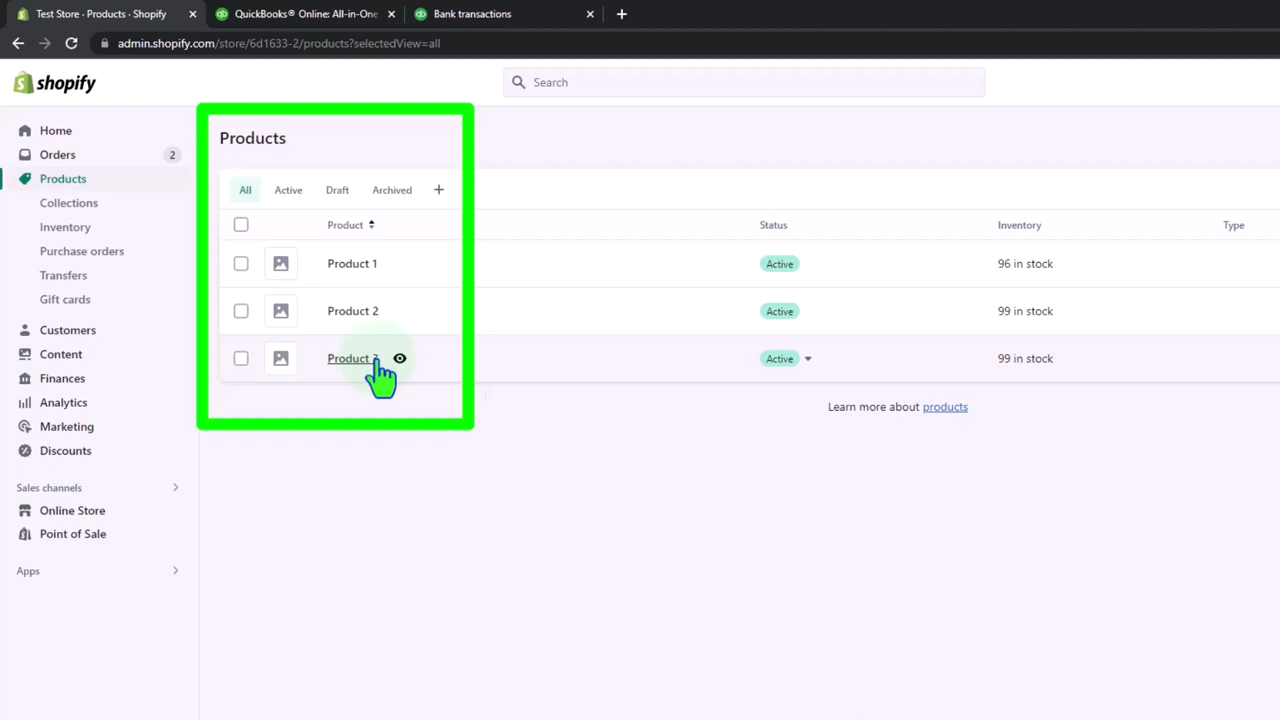 Test Store · Products · Shopify
QuickBooks® Online: All-in-One
Bank transactions
admin.shopify.com/store/6d1633-2/products?selectedView=all
shopify
Search
Home
Orders 2
Products
Collections
Inventory
Purchase orders
Transfers
Gift cards
Customers
Content
Finances
Analytics
Marketing
Discounts
Sales channels
Online Store
Point of Sale
Apps
Products
All Active Draft Archived +
Product Status Inventory Type
Product 1 Active 96 in stock
Product 2 Active 99 in stock
Product Active 99 in stock
Learn more about products